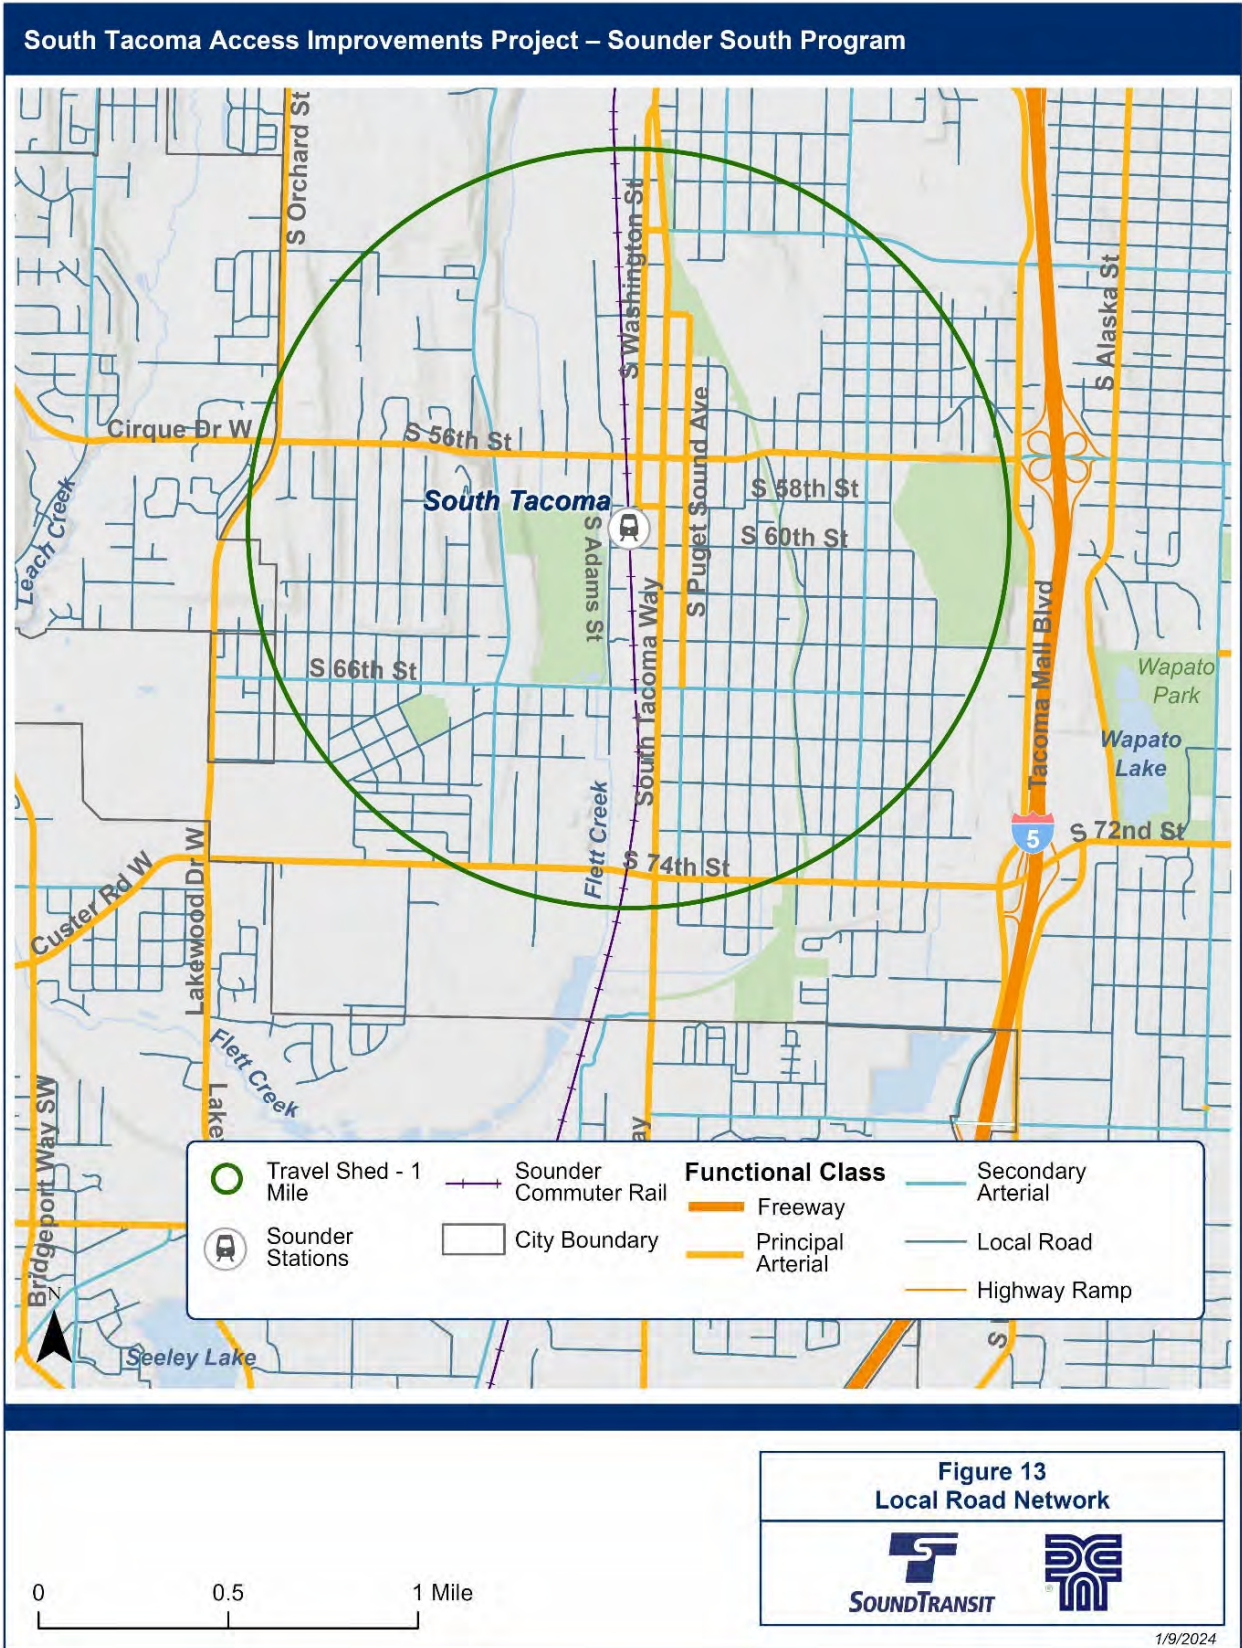 South Tacoma Access Improvements Project – Sounder South Program
S Orchard St
S Washington St
S Alaska St
Cirque Dr W
S 56th St
S Puget Sound Ave
S 58th St
South Tacoma
S 60th St
Leach Creek
S Adams St
South Tacoma Way
Tacoma Mall Blvd
S 66th St
Wapato
Park
Wapato
Lake
Flett Creek
5
S 72nd St
S 74th St
Custer Rd W
Lakewood Dr W
Flett Creek
Lake
ay
Bridgeport Way SW
Travel Shed - 1
Mile
Sounder
Stations
Sounder
Commuter Rail
City Boundary
Functional Class
Freeway
Principal
Arterial
Secondary
Arterial
Local Road
Highway Ramp
N
Seeley Lake
S
Figure 13
Local Road Network
SOUNDTRANSIT
®
0 0.5 1 Mile
1/9/2024